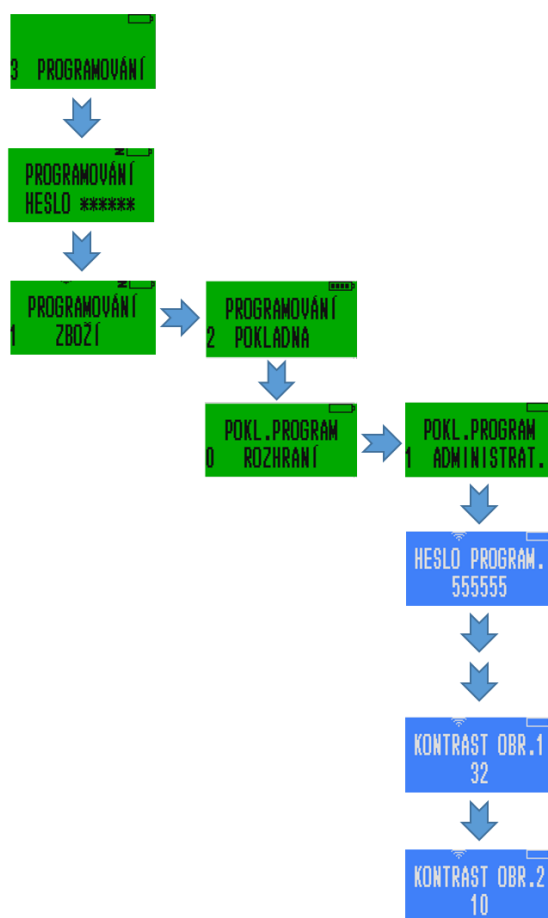 3 PROGRAMOVÁNÍ
PROGRAMOVÁNÍ
HESLO ******
PROGRAMOVÁNÍ
1 ZBOŽÍ
PROGRAMOVÁNÍ
2 POKLADNA
POKL.PROGRAM
0 ROZHRANÍ
POKL.PROGRAM
1 ADMINISTRAT.
HESLO PROGRAM.
555555
KONTRAST OBR.1
32
KONTRAST OBR.2
10